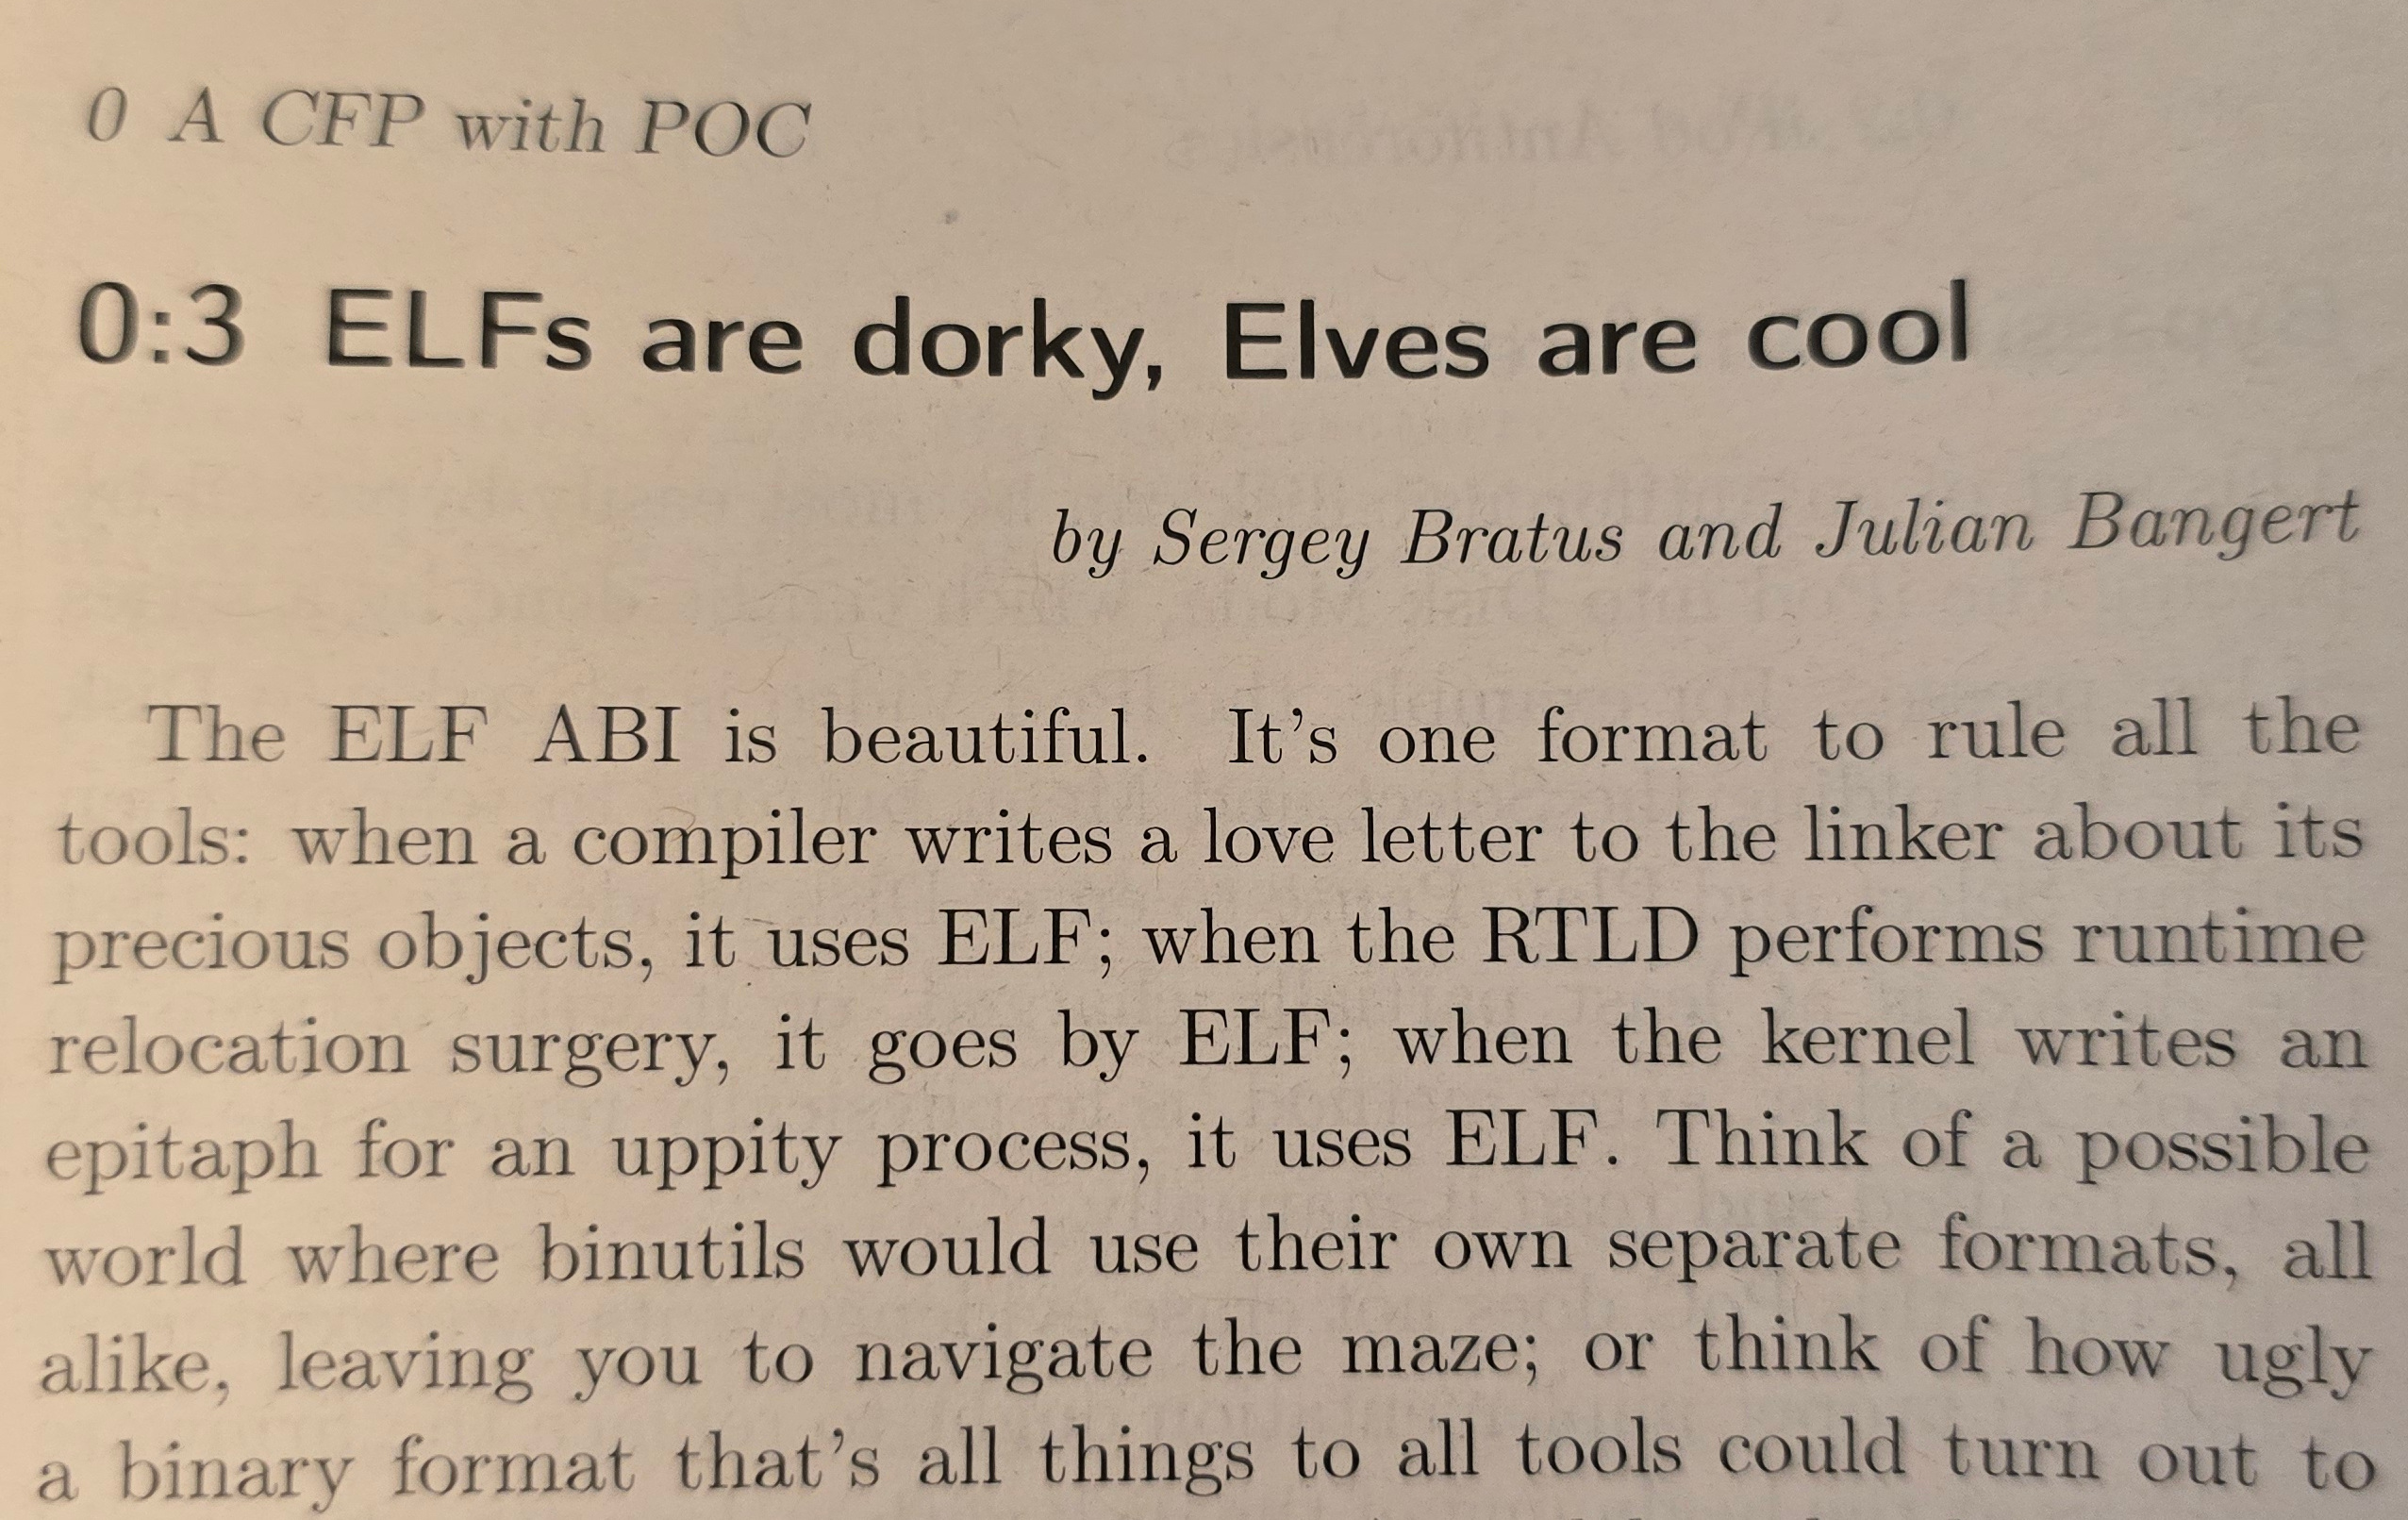 0 A CFP with POC
0:3 ELFs are dorky, Elves are cool
by Sergey Bratus and Julian Bangert
The ELF ABI is beautiful. It's one format to rule all the
tools: when a compiler writes a love letter to the linker about its
precious objects, it uses ELF; when the RTLD performs runtime
relocation surgery, it goes by ELF; when the kernel writes an
epitaph for an uppity process, it uses ELF. Think of a possible
world where binutils would use their own separate formats, all
alike, leaving you to navigate the maze; or think of how ugly
a binary format that's all things to all tools could turn out to